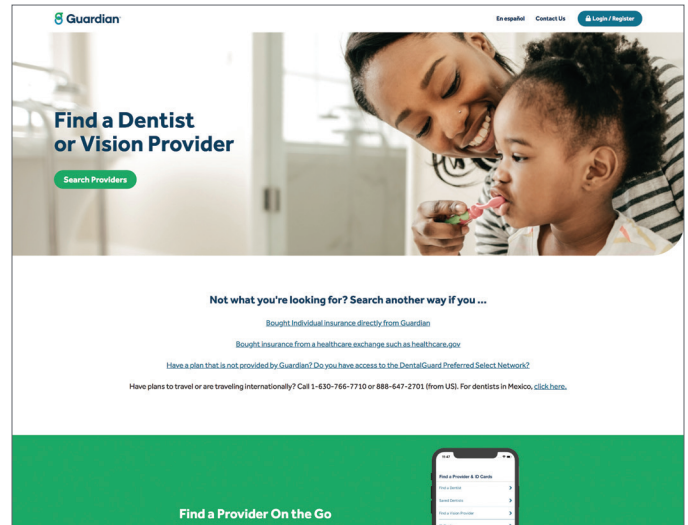 Guardian
En español Contact Us Login / Register
Find a Dentist
or Vision Provider
Search Providers
Not what you're looking for? Search another way if you ...
Bought Individual insurance directly from Guardian
Bought insurance from a healthcare exchange such as healthcare.gov
Have a plan that is not provided by Guardian? Do you have access to the DentalGuard Preferred Select Network?
Have plans to travel or are traveling internationally? Call 1-630-766-7710 or 888-647-2701 (from US). For dentists in Mexico, click here.
11:47
Find a Provider & ID Cards
Find a Dentist
Saved Dentists
Find a Vision Provider
Find a Provider On the Go